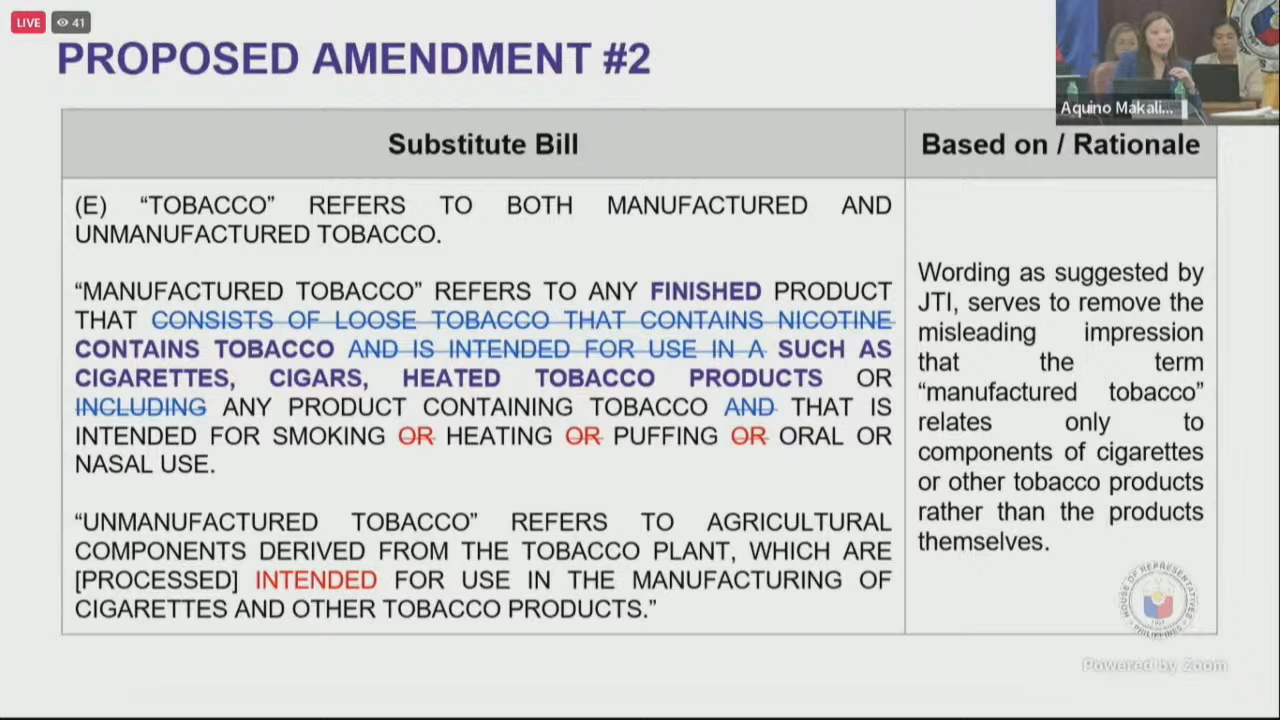 LIVE 41
PROPOSED AMENDMENT #2
Aquino Makali...
Substitute Bill
Based on / Rationale
(E) “TOBACCO” REFERS TO BOTH MANUFACTURED AND
UNMANUFACTURED TOBACCO.
“MANUFACTURED TOBACCO” REFERS TO ANY FINISHED PRODUCT
THAT CONSISTS OF LOOSE TOBACCO THAT CONTAINS NICOTINE
CONTAINS TOBACCO AND IS INTENDED FOR USE IN A SUCH AS
CIGARETTES, CIGARS, HEATED TOBACCO PRODUCTS OR
INCLUDING ANY PRODUCT CONTAINING TOBACCO AND THAT IS
INTENDED FOR SMOKING OR HEATING OR PUFFING OR ORAL OR
NASAL USE.
“UNMANUFACTURED TOBACCO” REFERS TO AGRICULTURAL
COMPONENTS DERIVED FROM THE TOBACCO PLANT, WHICH ARE
[PROCESSED] INTENDED FOR USE IN THE MANUFACTURING OF
CIGARETTES AND OTHER TOBACCO PRODUCTS.”
Wording as suggested by
JTI, serves to remove the
misleading impression
that the term
“manufactured tobacco”
relates only to
components of cigarettes
or other tobacco products
rather than the products
themselves.
HOUSE OF REPRESENTATIVES
PHILIPPINES
Powered by Zoom